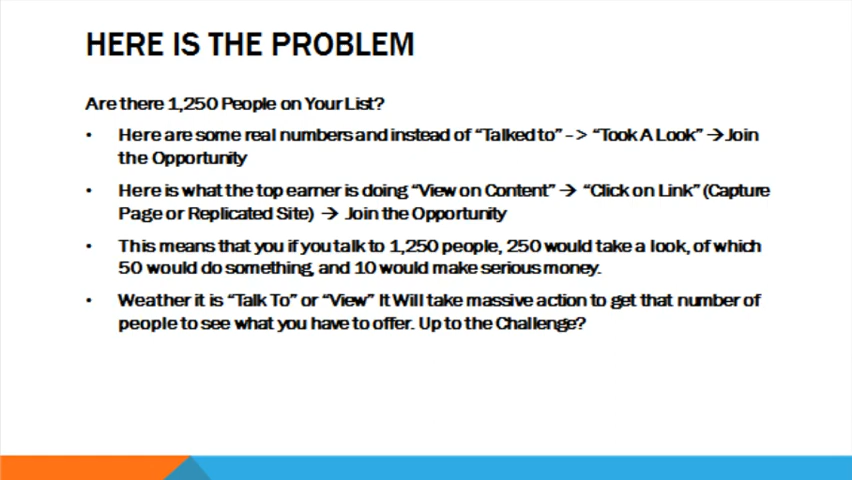 HERE IS THE PROBLEM
Are there 1,250 People on Your List?
• Here are some real numbers and instead of “Talked to” -> “Took A Look” →Join
the Opportunity
• Here is what the top earner is doing “View on Content” → “Click on Link” (Capture
Page or Replicated Site) → Join the Opportunity
• This means that you if you talk to 1,250 people, 250 would take a look, of which
50 would do something, and 10 would make serious money.
• Weather it is “Talk To” or “View” It Will take massive action to get that number of
people to see what you have to offer. Up to the Challenge?